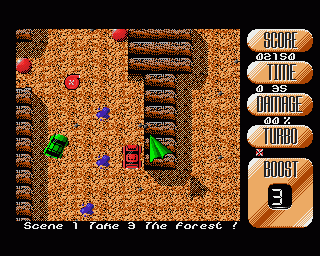 SCORE
02150
TIME
0 35
DAMAGE
00%
TURBO
BOOST
3
Scene 1 Take 3 The Forest !